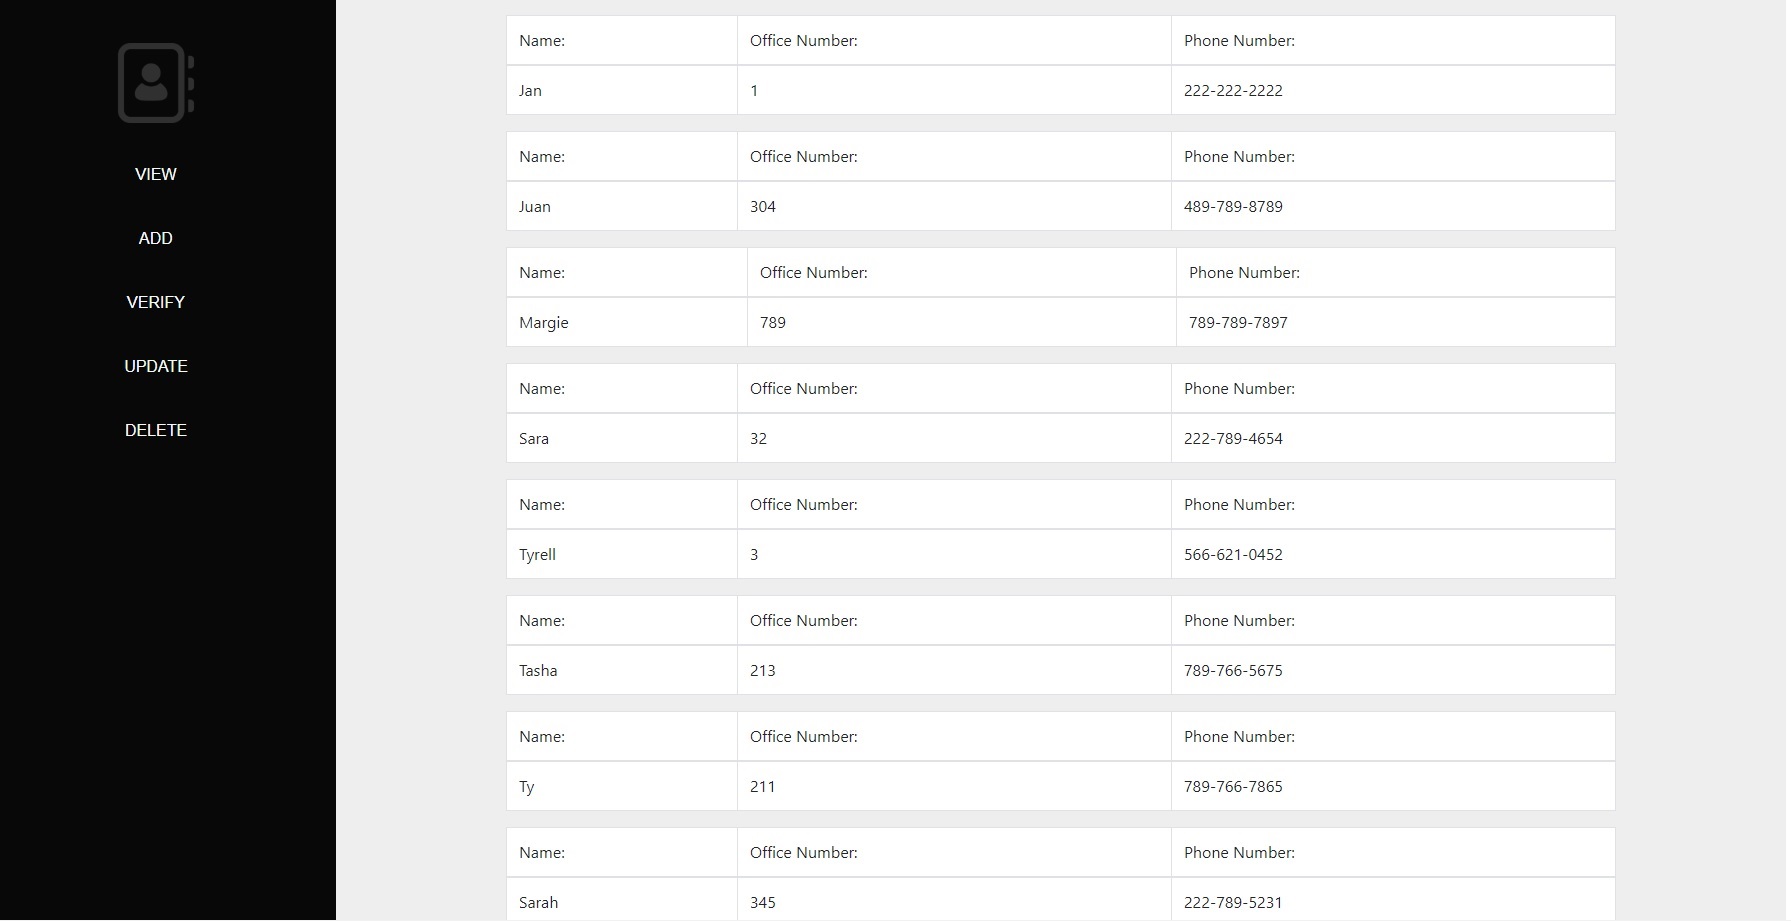 VIEW
ADD
VERIFY
UPDATE
DELETE
Name: Office Number: Phone Number:
Jan 1 222-222-2222
Name: Office Number: Phone Number:
Juan 304 489-789-8789
Name: Office Number: Phone Number:
Margie 789 789-789-7897
Name: Office Number: Phone Number:
Sara 32 222-789-4654
Name: Office Number: Phone Number:
Tyrell 3 566-621-0452
Name: Office Number: Phone Number:
Tasha 213 789-766-5675
Name: Office Number: Phone Number:
Ty 211 789-766-7865
Name: Office Number: Phone Number:
Sarah 345 222-789-5231